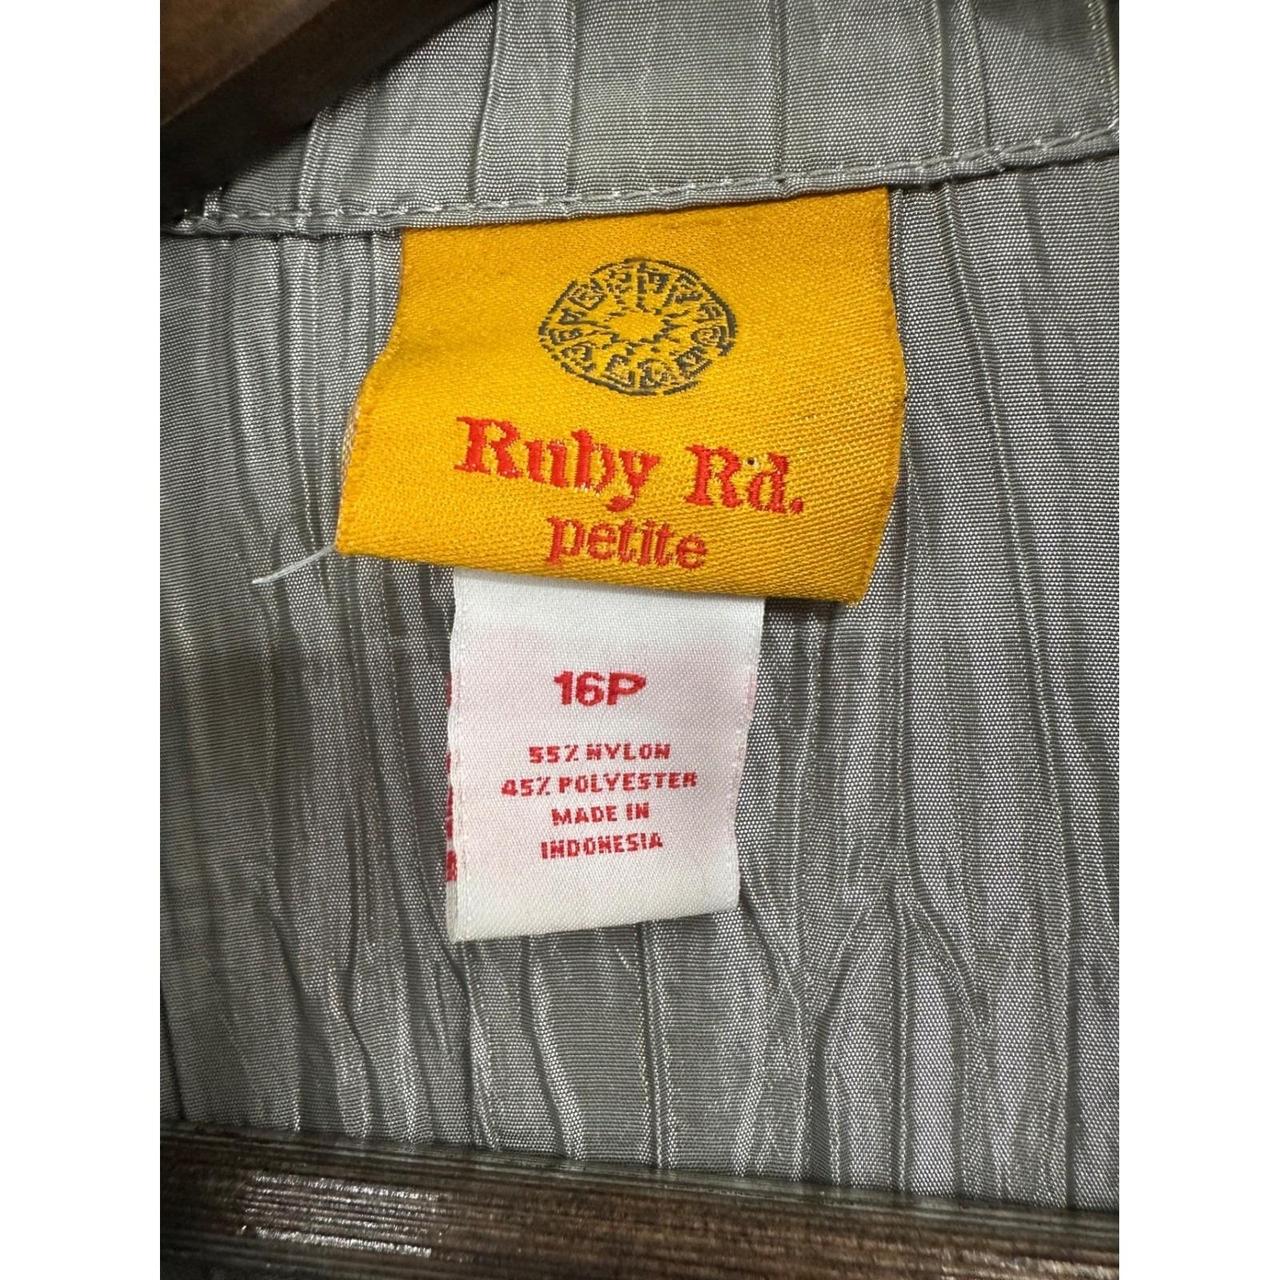 Ruby Rd.
petite
16P
55% NYLON
45% POLYESTER
MADE IN
INDONESIA